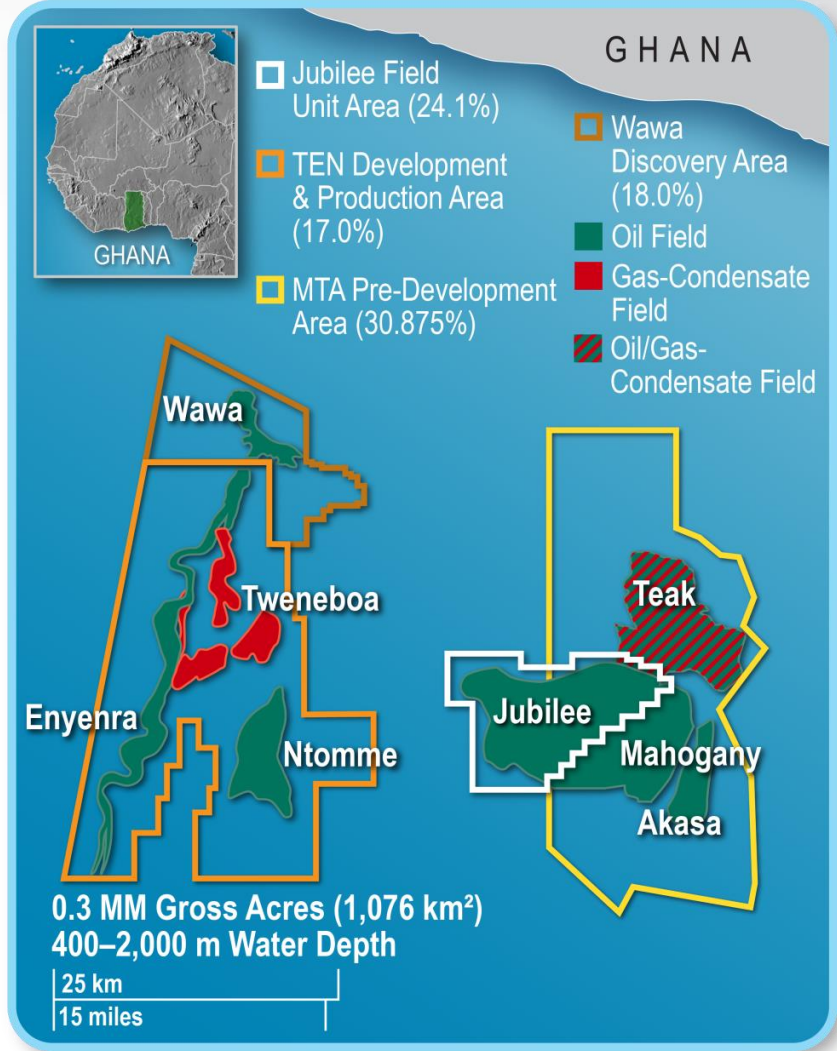 GHANA
GHANA
Jubilee Field
Unit Area (24.1%)
TEN Development
& Production Area
(17.0%)
MTA Pre-Development
Area (30.875%)
Wawa
Discovery Area
(18.0%)
Oil Field
Gas-Condensate
Field
Oil/Gas-
Condensate Field
Wawa
Tweneboa
Enyenra
Ntomme
Teak
Jubilee
Mahogany
Akasa
0.3 MM Gross Acres (1,076 km²)
400–2,000 m Water Depth
25 km
15 miles